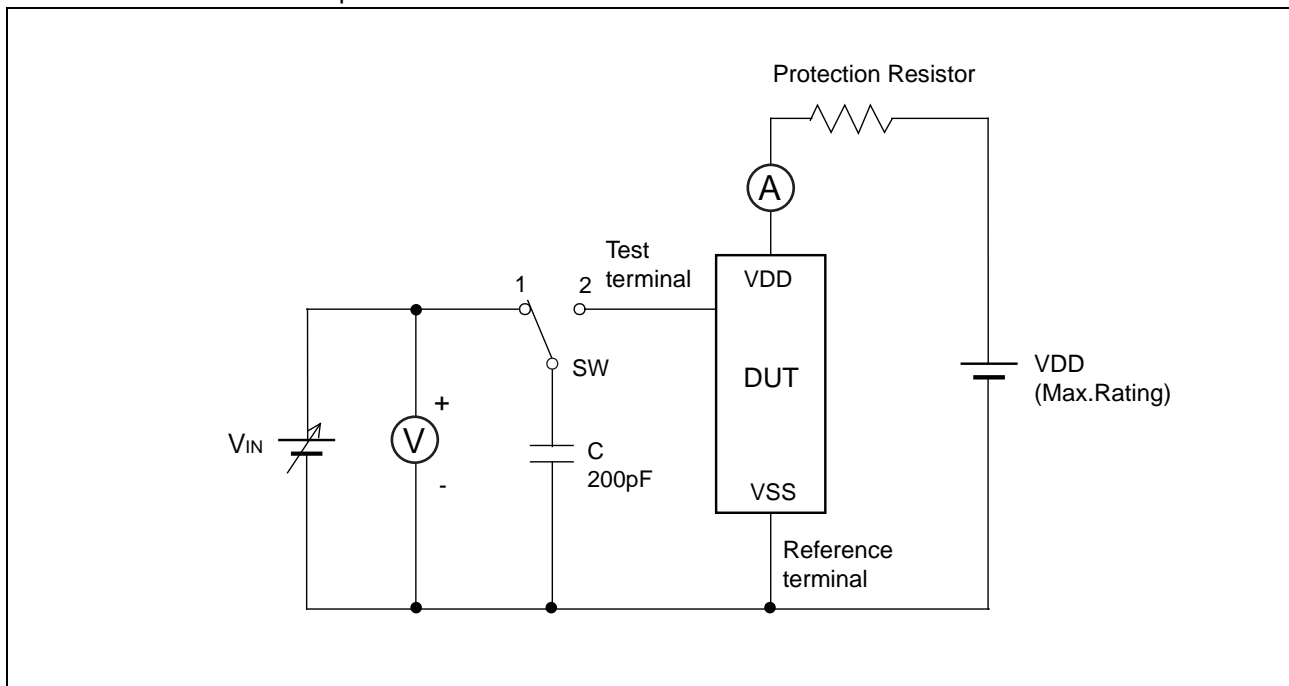 Protection Resistor
A
Test
terminal
1
2
VDD
SW
DUT
VDD
(Max.Rating)
+
VIN
V
C
200pF
-
VSS
Reference
terminal